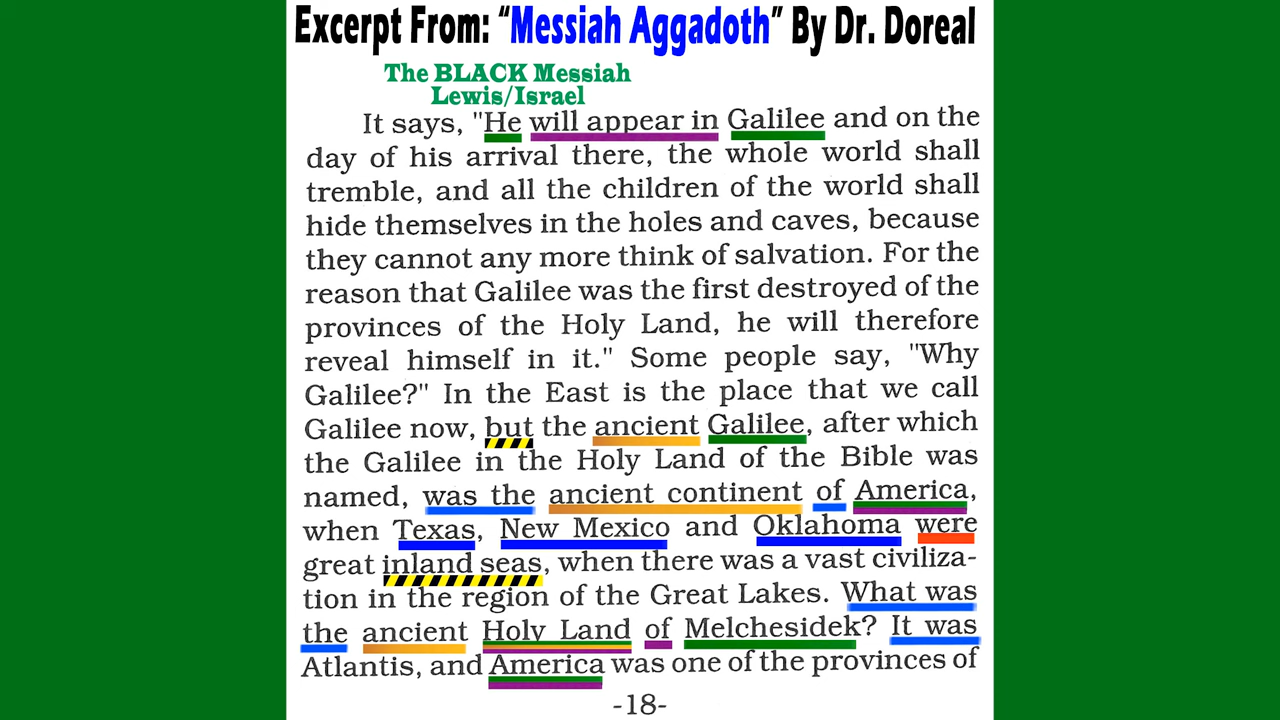 Excerpt From: "Messiah Aggadoth" By Dr. Doreal
The BLACK Messiah
Lewis/Israel
It says, "He will appear in Galilee and on the
day of his arrival there, the whole world shall
tremble, and all the children of the world shall
hide themselves in the holes and caves, because
they cannot any more think of salvation. For the
reason that Galilee was the first destroyed of the
provinces of the Holy Land, he will therefore
reveal himself in it." Some people say, "Why
Galilee?" In the East is the place that we call
Galilee now, but the ancient Galilee, after which
the Galilee in the Holy Land of the Bible was
named, was the ancient continent of America,
when Texas, New Mexico and Oklahoma were
great inland seas, when there was a vast civiliza-
tion in the region of the Great Lakes. What was
the ancient Holy Land of Melchesidek? It was
Atlantis, and America was one of the provinces of
-18-